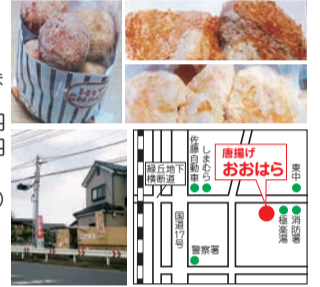 円
円
)
佐藤自動車
しまむら
緑丘地下
横断道
唐揚げ
おおはら
東中
国道17号
極楽湯
消防署
警察署